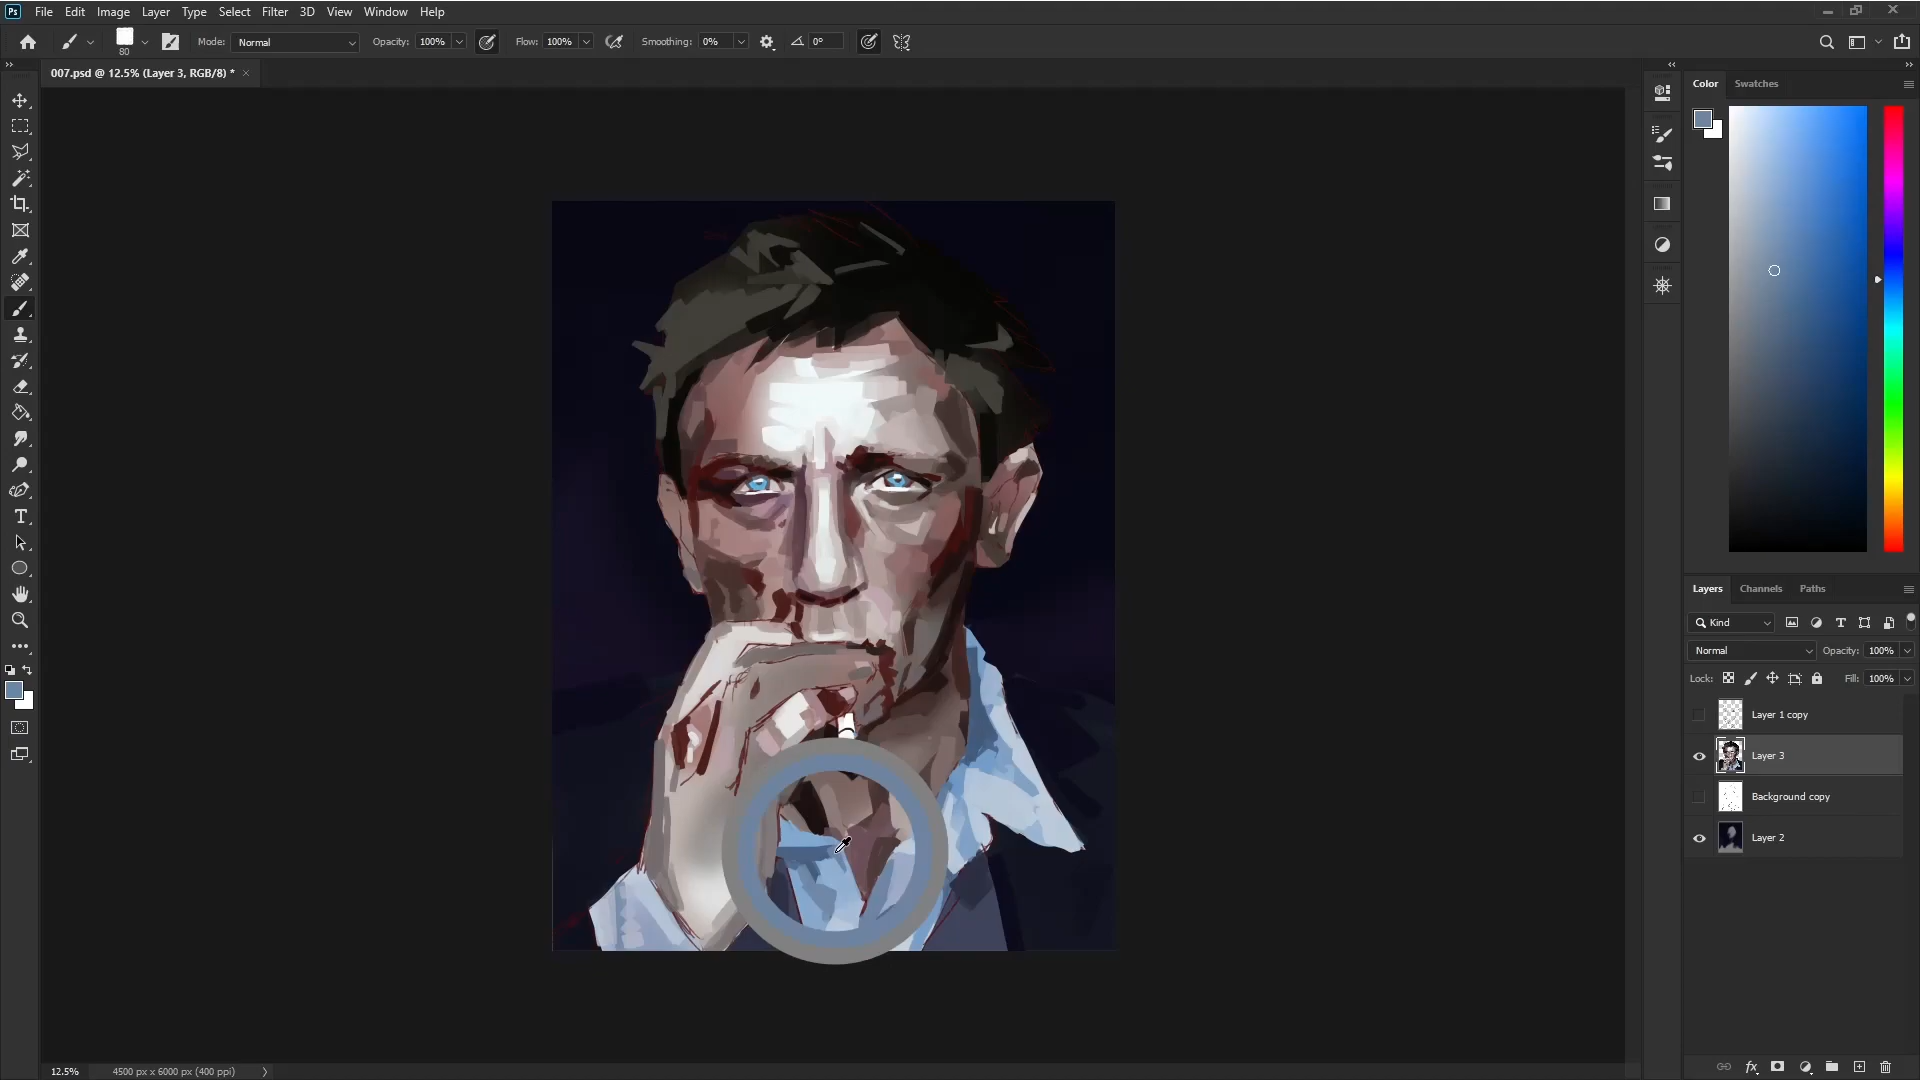 Ps File Edit Image Layer Type Select Filter 3D View Window Help
80 Mode: Normal Opacity: 100% Flow: 100% Smoothing: 0% 0°
007.psd @ 12.5% (Layer 3, RGB/8) * ×
Color Swatches
Layers Channels Paths
Kind
Normal Opacity: 100%
Lock: Fill: 100%
Layer 1 copy
Layer 3
Background copy
Layer 2
12.5% 4500 px x 6000 px (400 ppi)